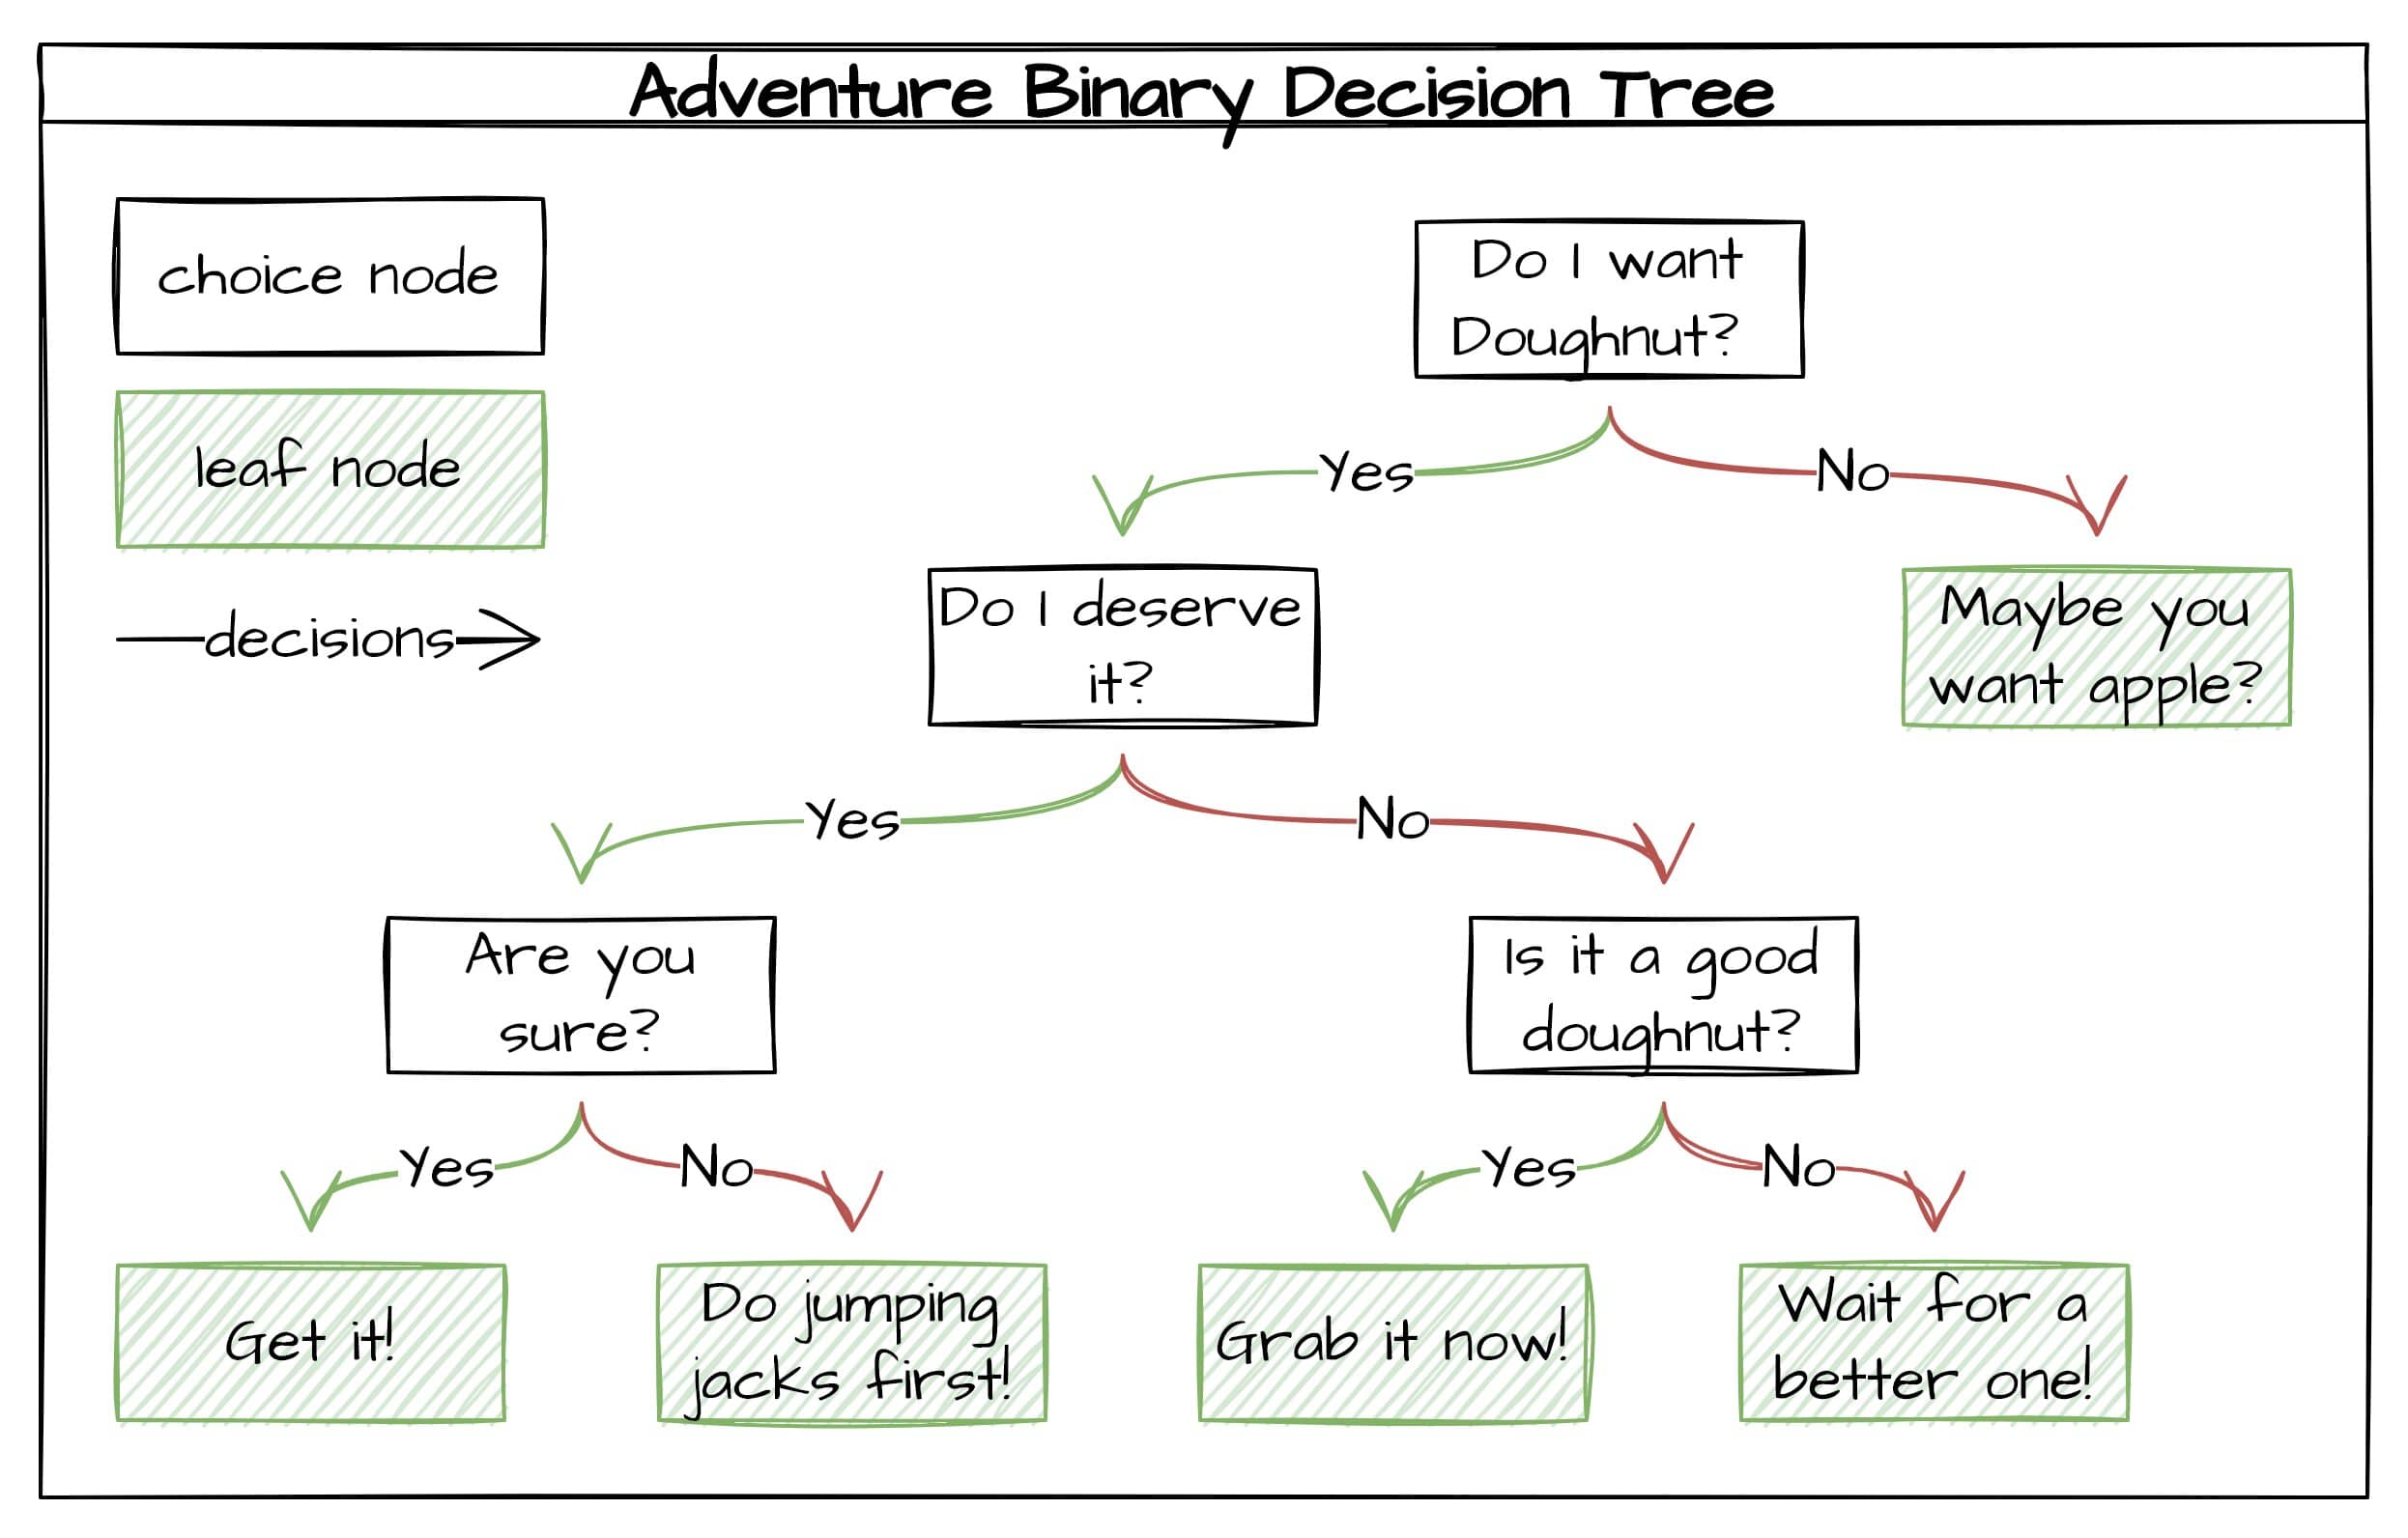 Adventure Binary Decision Tree
choice node
leaf node
decisions
Do I want
Doughnut?
Yes
No
Do I deserve
it?
Maybe you
want apple?
Yes
No
Are you
sure?
Is it a good
doughnut?
Yes
No
Yes
No
Get it!
Do jumping
jacks first!
Grab it now!
Wait for a
better one!